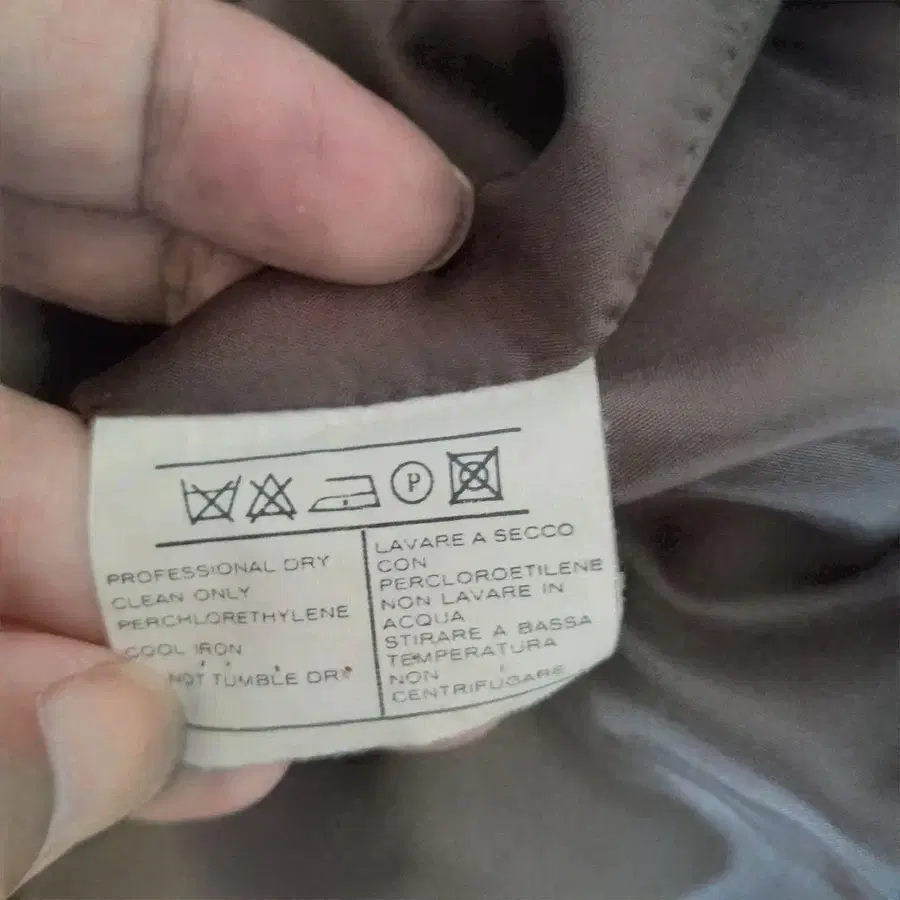 P
PROFESSIONAL DRY
CLEAN ONLY
PERCHLORETHYLENE
COOL IRON
NOT TUMBLE DRY
LAVARE A SECCO
CON
PERCLOROETILENE
NON LAVARE IN
ACQUA
STIRARE A BASSA
TEMPERATURA
NON
CENTRIFUGARE